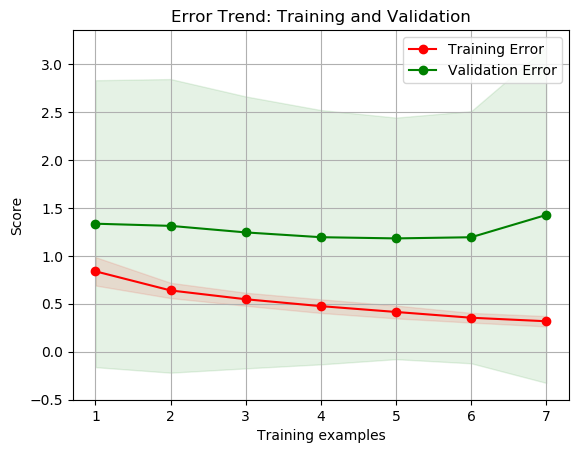 Error Trend: Training and Validation
Training Error
Validation Error
3.0
2.5
2.0
1.5
1.0
0.5
0.0
−0.5
Score
1 2 3 4 5 6 7
Training examples